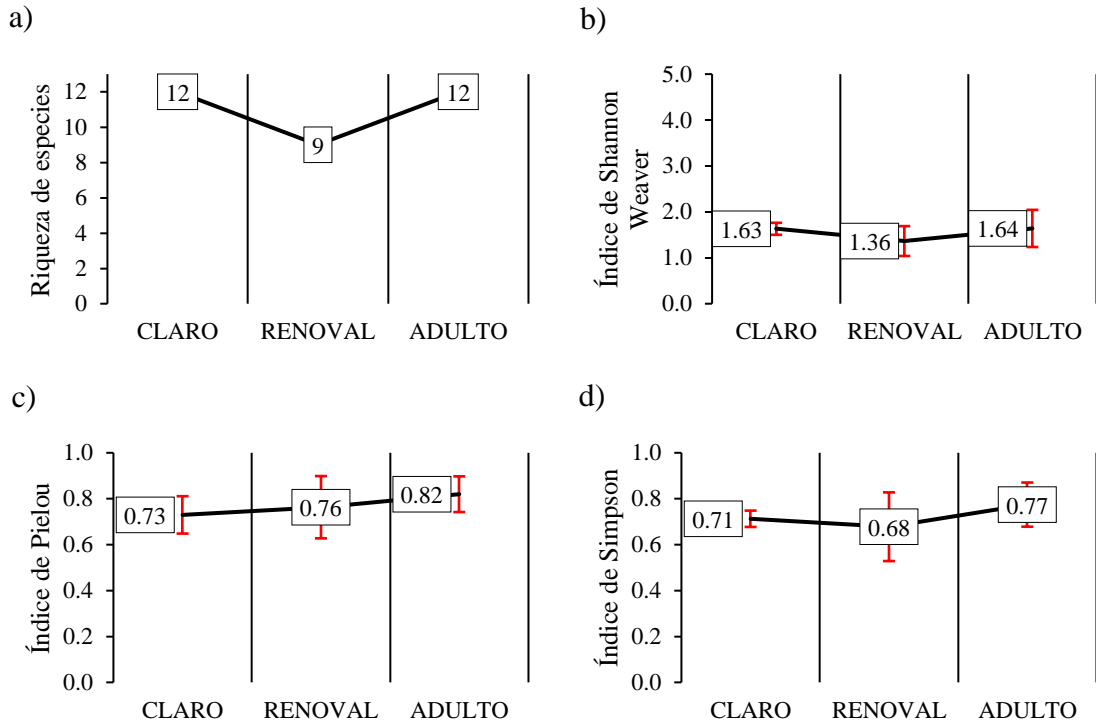 a)
Riqueza de especies
12
10
8
6
4
2
0
12
9
12
CLARO RENOVAL ADULTO
b)
Índice de Shannon
Weaver
5.0
4.0
3.0
2.0
1.0
0.0
1.63
1.36
1.64
CLARO RENOVAL ADULTO
c)
Índice de Pielou
1.0
0.8
0.6
0.4
0.2
0.0
0.73
0.76
0.82
CLARO RENOVAL ADULTO
d)
Índice de Simpson
1.0
0.8
0.6
0.4
0.2
0.0
0.71
0.68
0.77
CLARO RENOVAL ADULTO